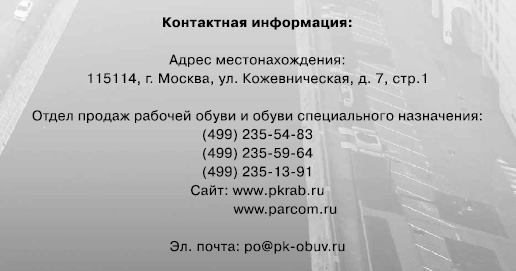 Контактная информация:
Адрес местонахождения:
115114, г. Москва, ул. Кожевническая, д. 7, стр.1
Отдел продаж рабочей обуви и обуви специального назначения:
(499) 235-54-83
(499) 235-59-64
(499) 235-13-91
Сайт: www.pkrab.ru
www.parcom.ru
Эл. почта: po@pk-obuv.ru